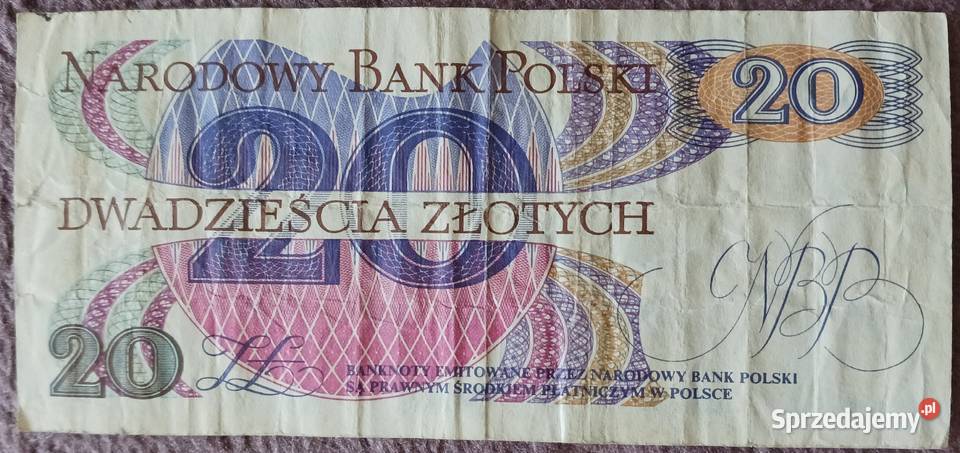 NARODOWY BANK POLSKI
20
20
DWADZIEŚCIA ZŁOTYCH
NBP
20
ZŁ
BANKNOTY EMITOWANE PRZEZ NARODOWY BANK POLSKI
SĄ PRAWNYM ŚRODKIEM PŁATNICZYM W POLSCE
Sprzedajemy.pl